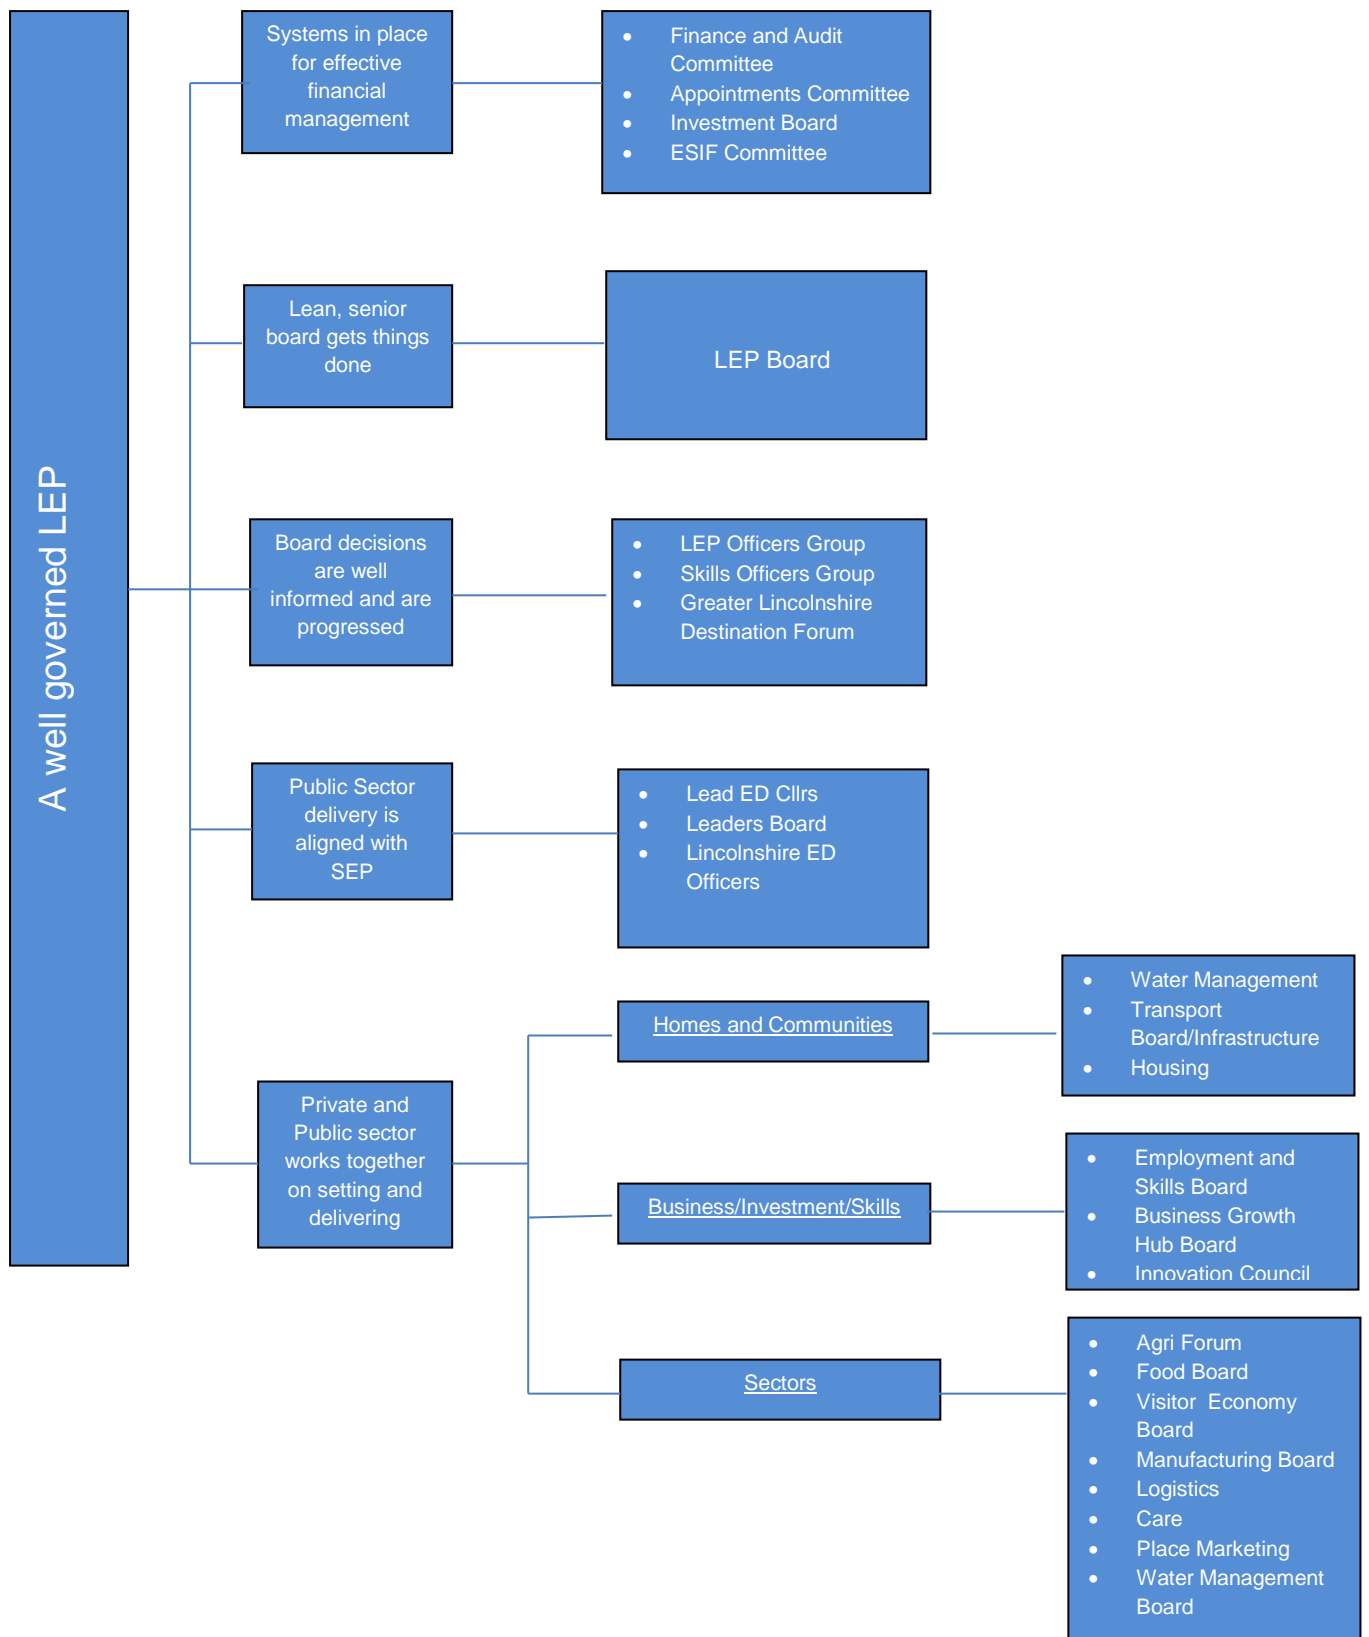 A well governed LEP
Systems in place
for effective
financial
management
• Finance and Audit
Committee
• Appointments Committee
• Investment Board
• ESIF Committee
Lean, senior
board gets things
done
LEP Board
Board decisions
are well
informed and are
progressed
• LEP Officers Group
• Skills Officers Group
• Greater Lincolnshire
Destination Forum
Public Sector
delivery is
aligned with
SEP
• Lead ED Cllrs
• Leaders Board
• Lincolnshire ED
Officers
Private and
Public sector
works together
on setting and
delivering
Homes and Communities
• Water Management
• Transport
Board/Infrastructure
• Housing
Business/Investment/Skills
• Employment and
Skills Board
• Business Growth
Hub Board
• Innovation Council
Sectors
• Agri Forum
• Food Board
• Visitor  Economy
Board
• Manufacturing Board
• Logistics
• Care
• Place Marketing
• Water Management
Board